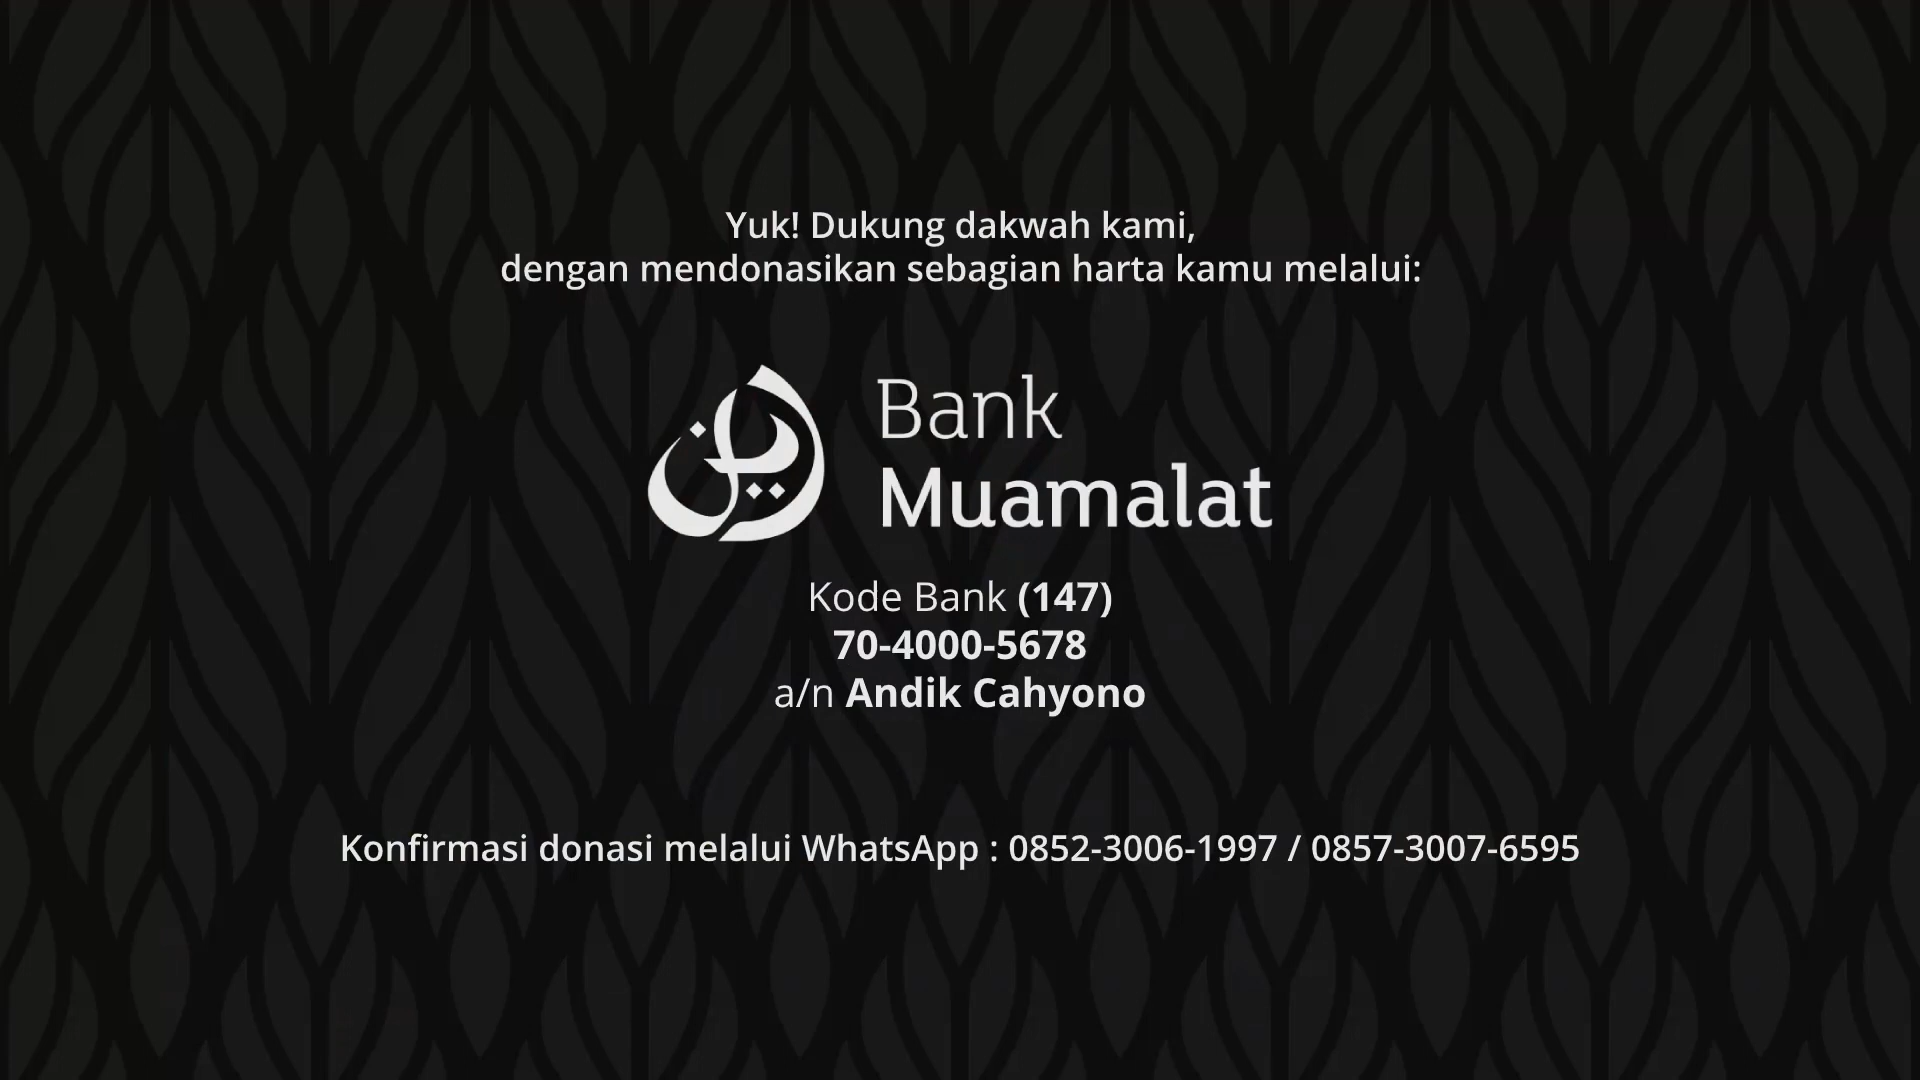 Yuk! Dukung dakwah kami,
dengan mendonasikan sebagian harta kamu melalui:
Bank
Muamalat
Kode Bank (147)
70-4000-5678
a/n Andik Cahyono
Konfirmasi donasi melalui WhatsApp : 0852-3006-1997 / 0857-3007-6595